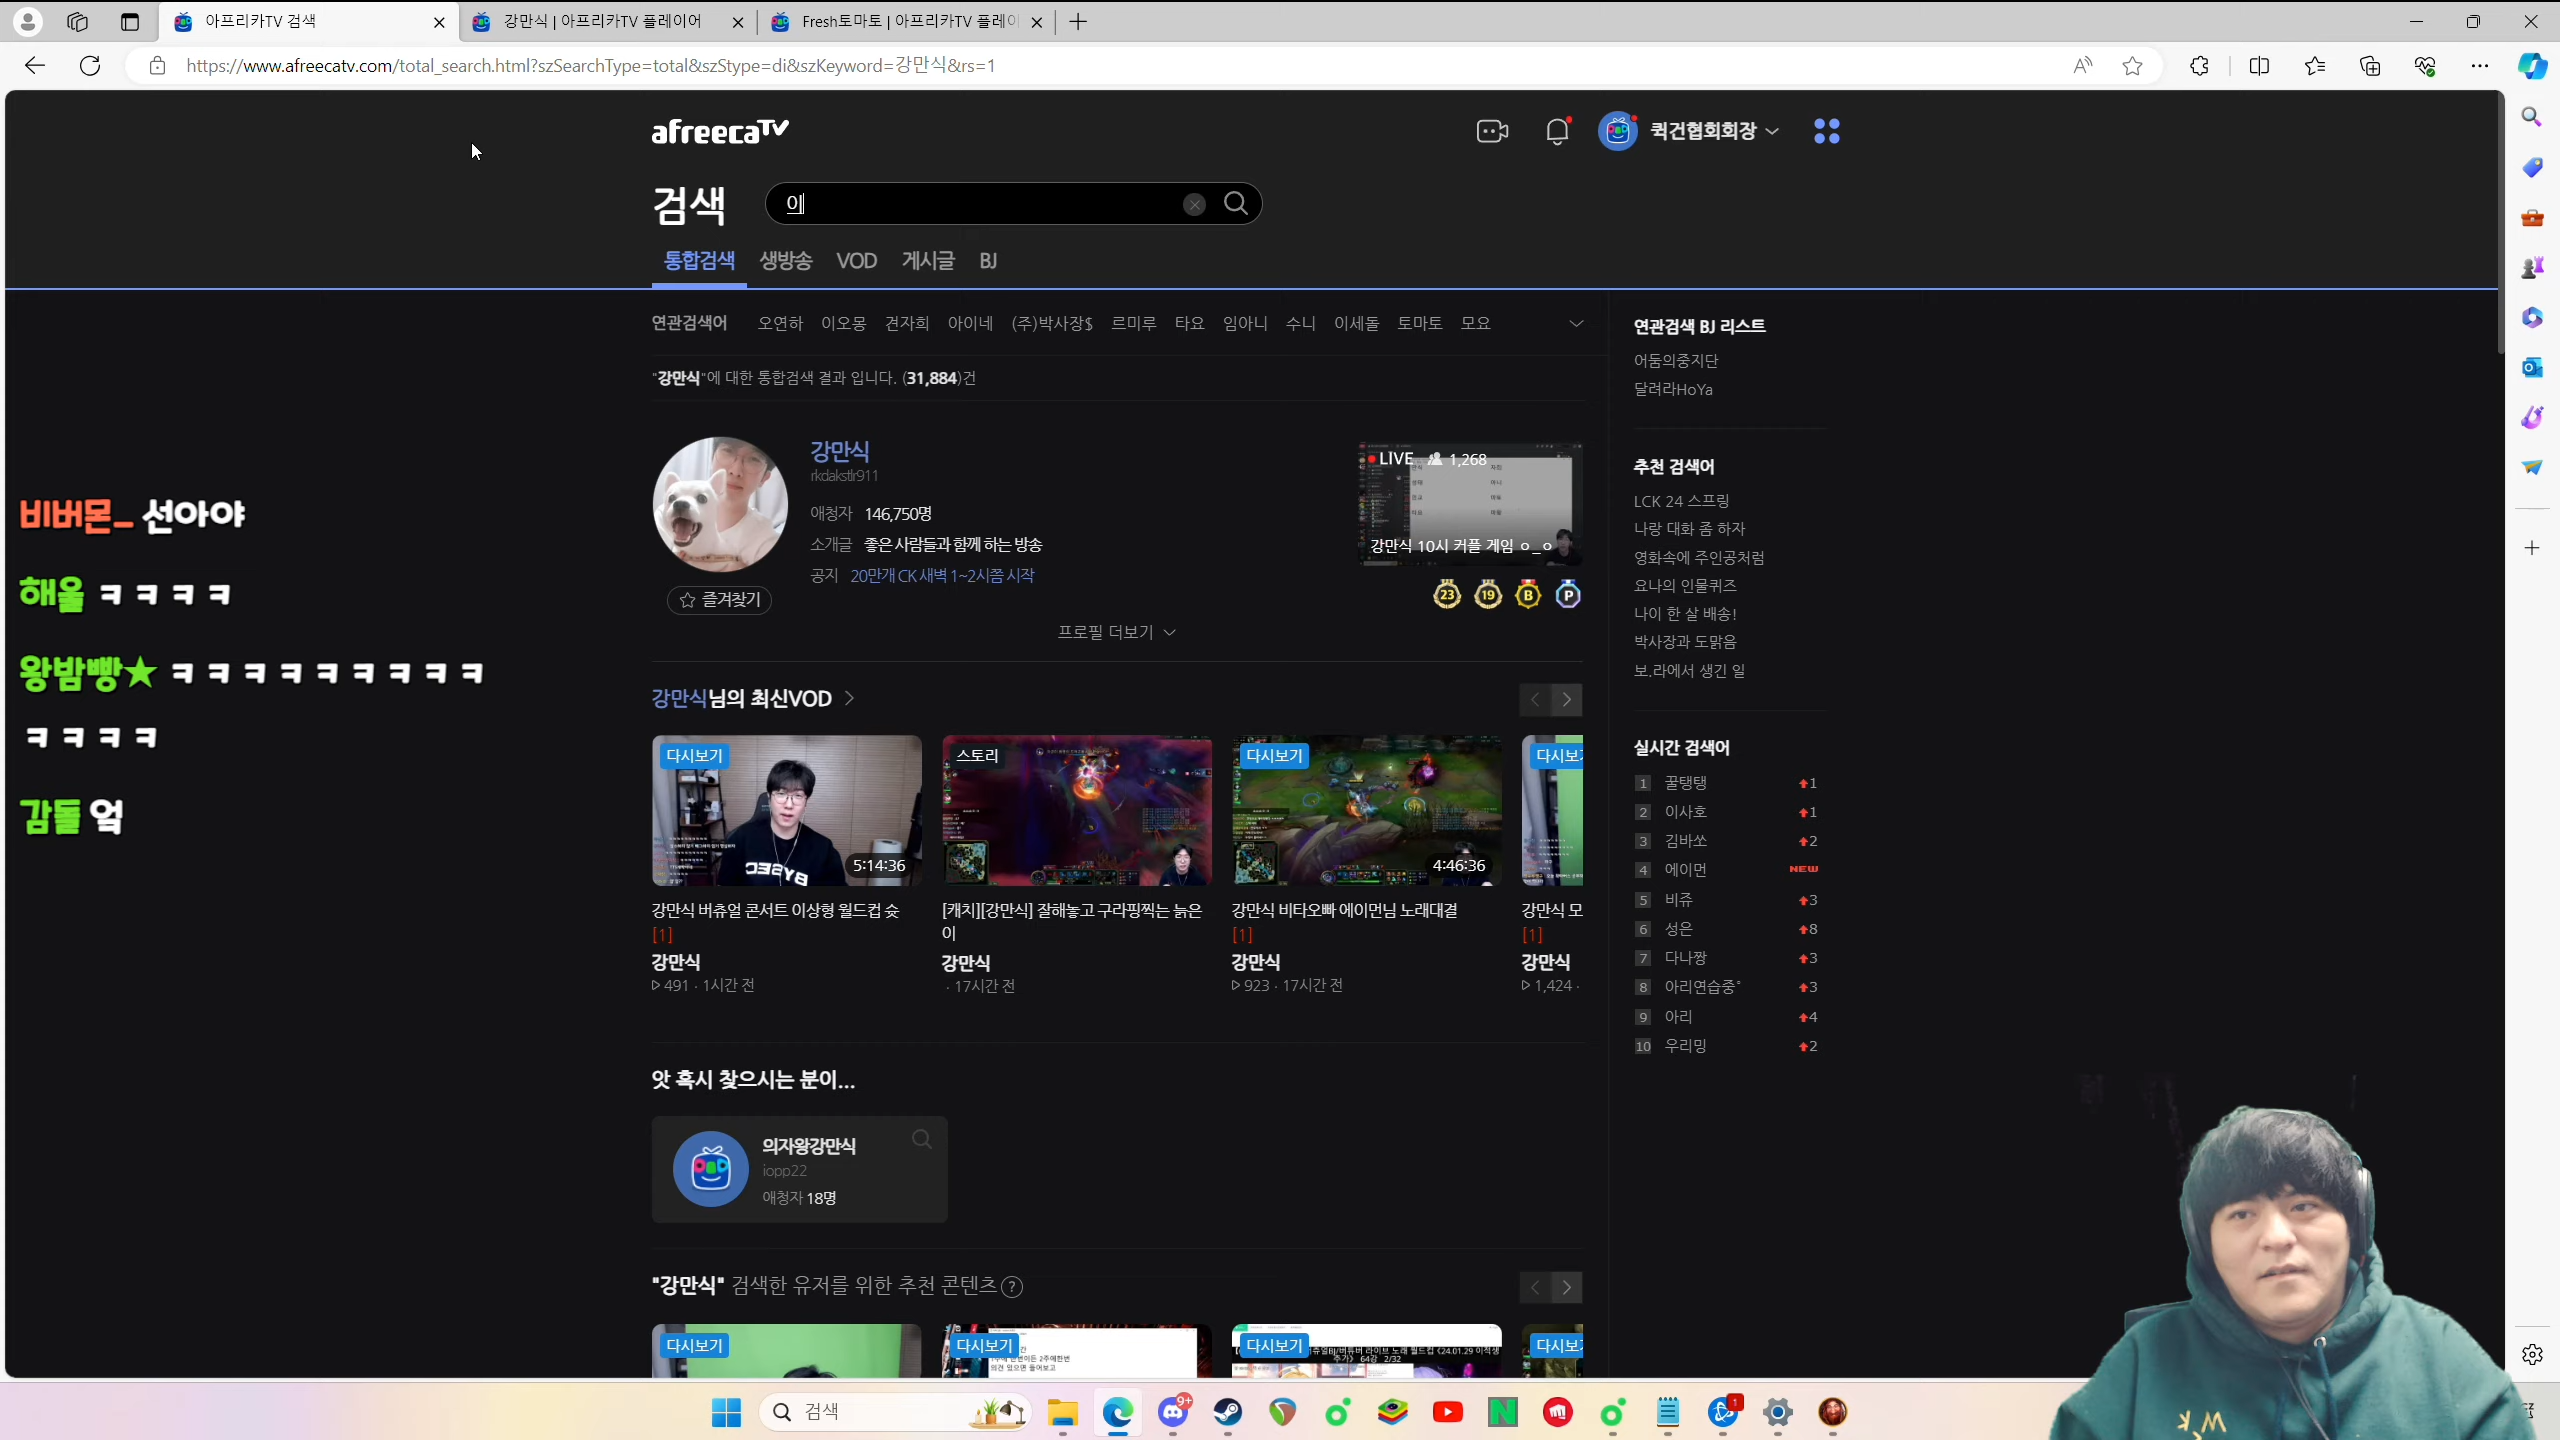 아프리카TV 검색
강만식 | 아프리카TV 플레이어
Fresh토마토 | 아프리카TV 플레이
https://www.afreecatv.com/total_search.html?szSearchType=total&szStype=di&szKeyword=강만식&rs=1
afreecaTV
퀵건협회회장
검색
이
통합검색 생방송 VOD 게시글 BJ
연관검색어 오연하 이오몽 견자희 아이네 (주)박사장$ 르미루 타요 임아니 수니 이세돌 토마토 모요
"강만식"에 대한 통합검색 결과 입니다. (31,884)건
강만식
rkdakstlr911
애청자 146,750명
소개글 좋은 사람들과 함께 하는 방송
공지 20만개 CK 새벽 1~2시쯤 시작
즐겨찾기
LIVE 1,268
강만식 10시 커플 게임 ㅇ_ㅇ
23 19 B P
프로필 더보기
강만식님의 최신VOD
다시보기
5:14:36
강만식 버츄얼 콘서트 이상형 월드컵 슛
[1]
강만식
491 · 1시간 전
스토리
[캐치][강만식] 잘해놓고 구라핑찍는 늙은
이
강만식
· 17시간 전
다시보기
4:46:36
강만식 비타오빠 에이먼님 노래대결
[1]
강만식
923 · 17시간 전
다시보기
강만식 모
[1]
강만식
1,424 ·
앗 혹시 찾으시는 분이...
의자왕강만식
iopp22
애청자 18명
"강만식" 검색한 유저를 위한 추천 콘텐츠 ?
다시보기
다시보기
다시보기
다시보기
연관검색 BJ 리스트
어둠의중지단
달려라HoYa
추천 검색어
LCK 24 스프링
나랑 대화 좀 하자
영화속에 주인공처럼
요나의 인물퀴즈
나이 한 살 배송!
박사장과 도맑음
보.라에서 생긴 일
실시간 검색어
1 꿀탱탱 1
2 이사호 1
3 김바쏘 2
4 에이먼 NEW
5 비쥬 3
6 성은 8
7 다나짱 3
8 아리연습중° 3
9 아리 4
10 우리밍 2
비버몬_ 선아야
해울 ㅋㅋㅋㅋ
왕밤빵★ ㅋㅋㅋㅋㅋㅋㅋㅋㅋ
ㅋㅋㅋㅋ
감돌 엌
검색
9+
1